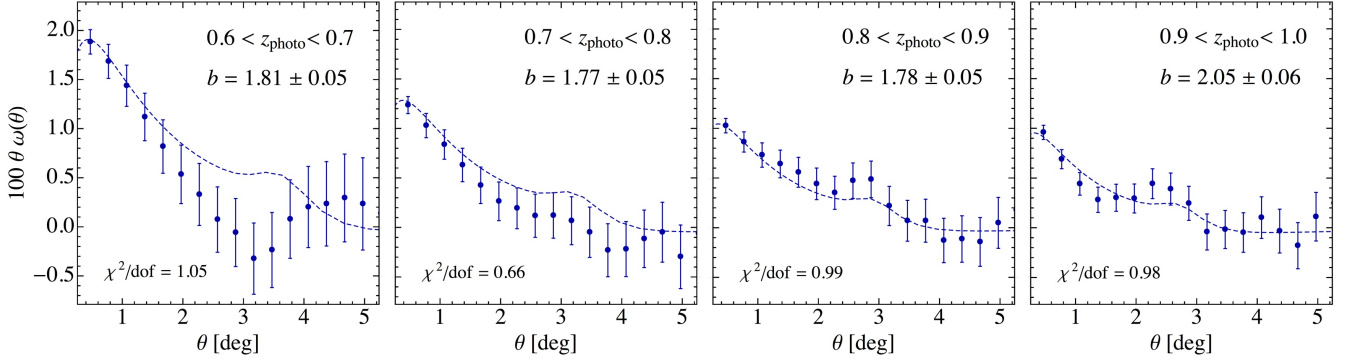 0.6 < z_photo < 0.7
b = 1.81 ± 0.05
χ²/dof = 1.05
0.7 < z_photo < 0.8
b = 1.77 ± 0.05
χ²/dof = 0.66
0.8 < z_photo < 0.9
b = 1.78 ± 0.05
χ²/dof = 0.99
0.9 < z_photo < 1.0
b = 2.05 ± 0.06
χ²/dof = 0.98
100 θ ω(θ)
2.0
1.5
1.0
0.5
0.0
−0.5
1 2 3 4 5
1 2 3 4 5
1 2 3 4 5
1 2 3 4 5
θ [deg]
θ [deg]
θ [deg]
θ [deg]